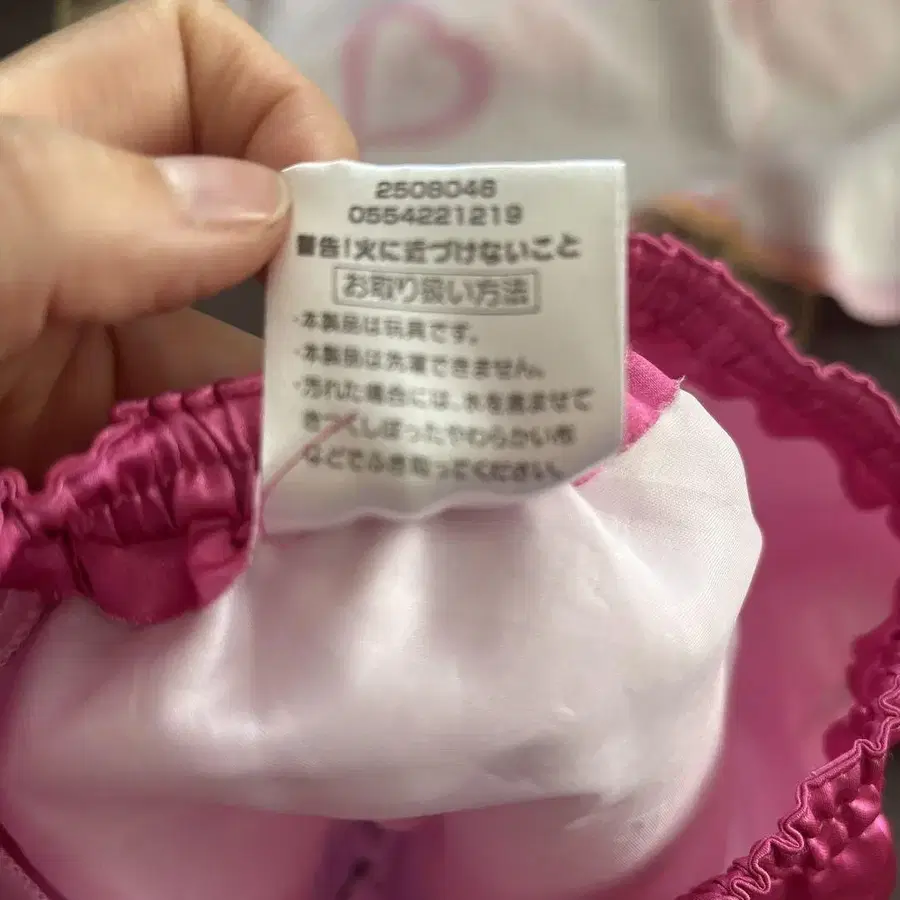 2508048
0554221219
警告！火に近づけないこと
お取り扱い方法
・本製品は玩具です。
・本製品は洗濯できません。
・汚れた場合には、水を含ませて
きつくしぼったやわらかい布
などでふき取ってください。